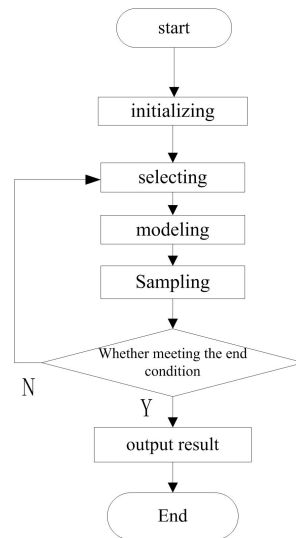 start
initializing
selecting
modeling
Sampling
Whether meeting the end
condition
N
Y
output result
End